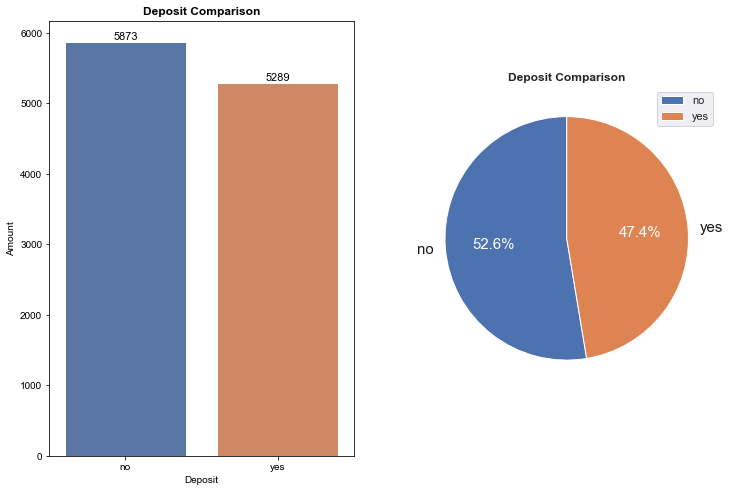 Deposit Comparison
6000
5000
4000
3000
2000
1000
0
Amount
5873
5289
no
yes
Deposit
Deposit Comparison
no
yes
no
52.6%
47.4%
yes